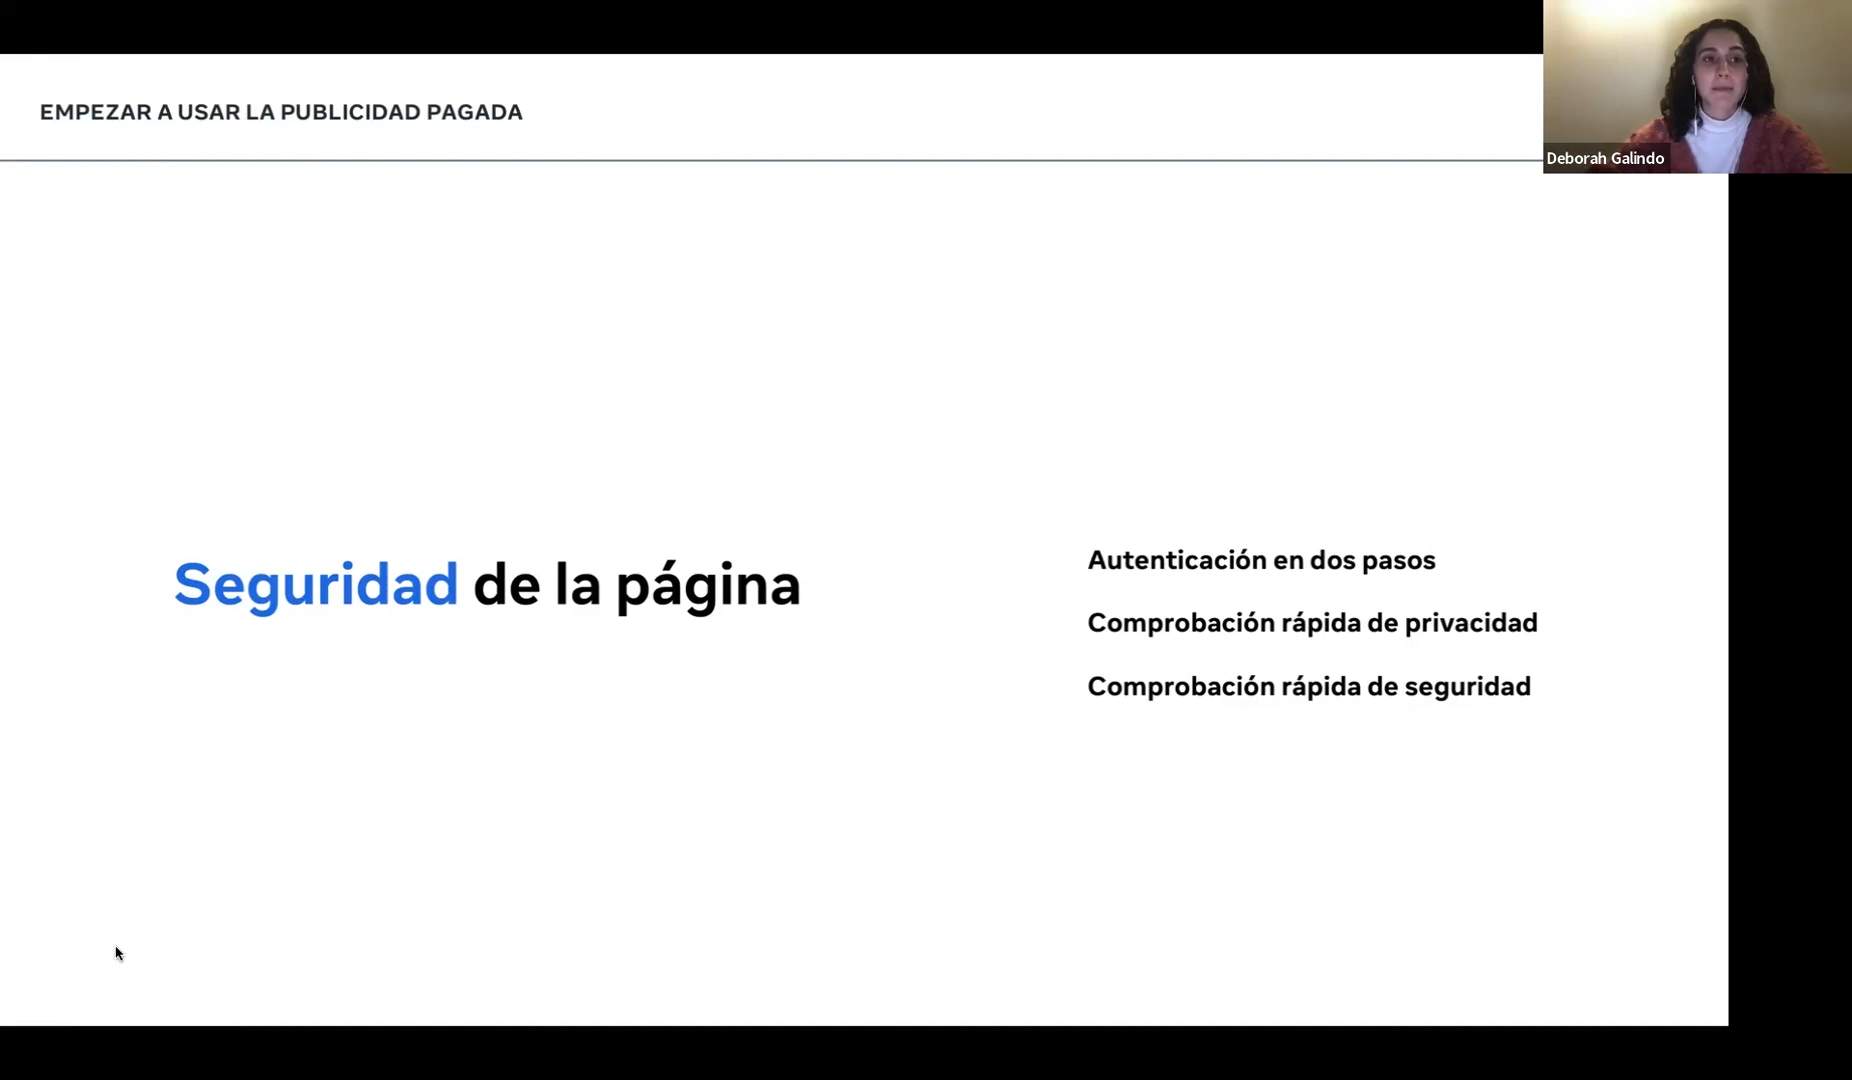 EMPEZAR A USAR LA PUBLICIDAD PAGADA
Deborah Galindo
Seguridad de la página
Autenticación en dos pasos
Comprobación rápida de privacidad
Comprobación rápida de seguridad